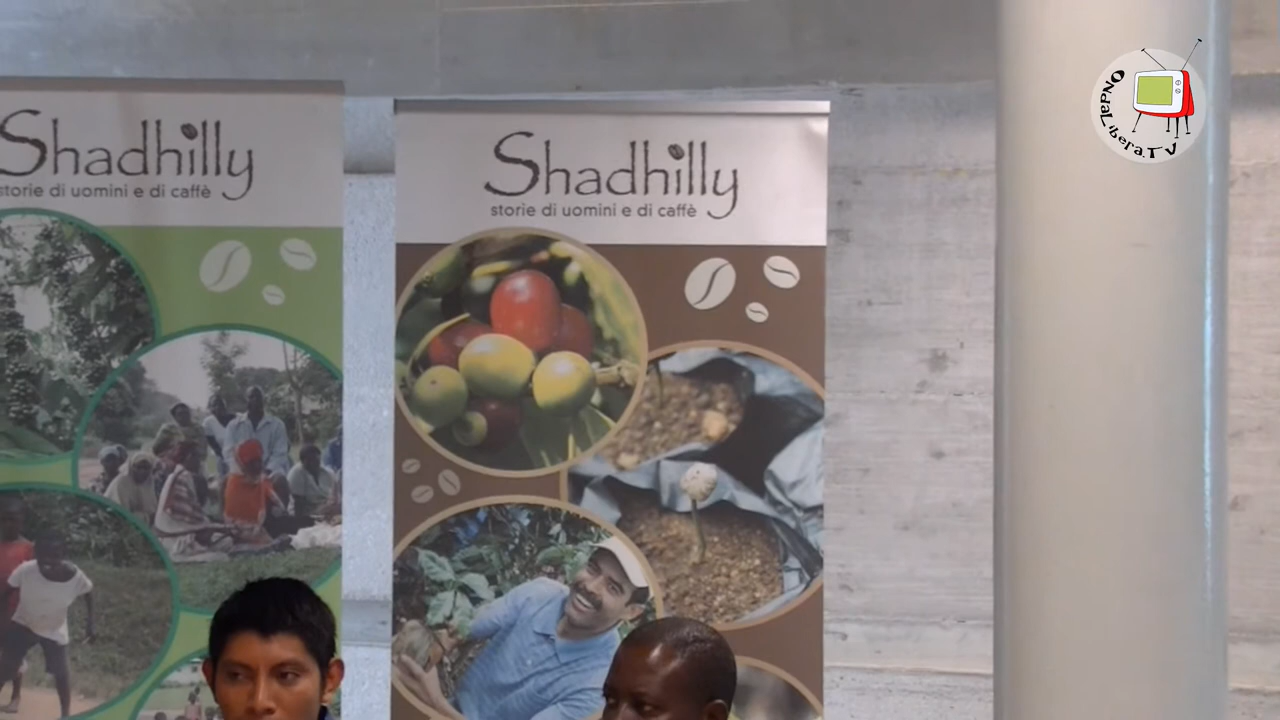 Shadhilly
storie di uomini e di caffè
Shadhilly
storie di uomini e di caffè
OndaLibera.TV